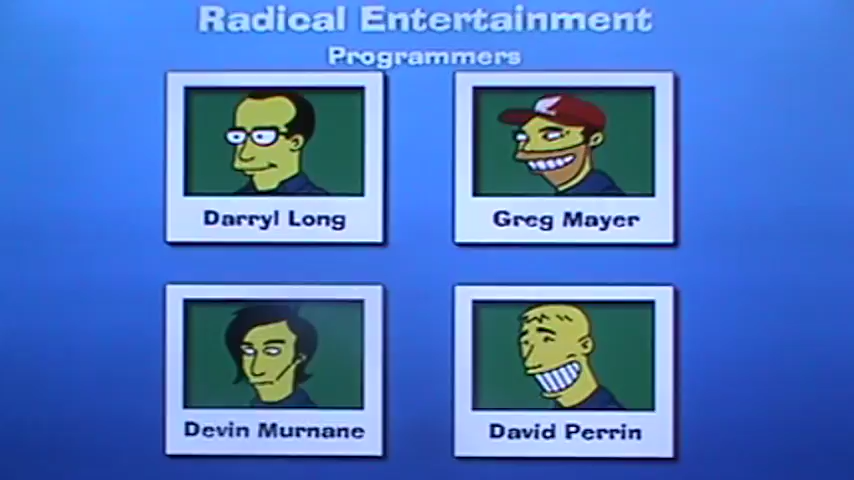 Radical Entertainment
Programmers
Darryl Long
Greg Mayer
Devin Murnane
David Perrin